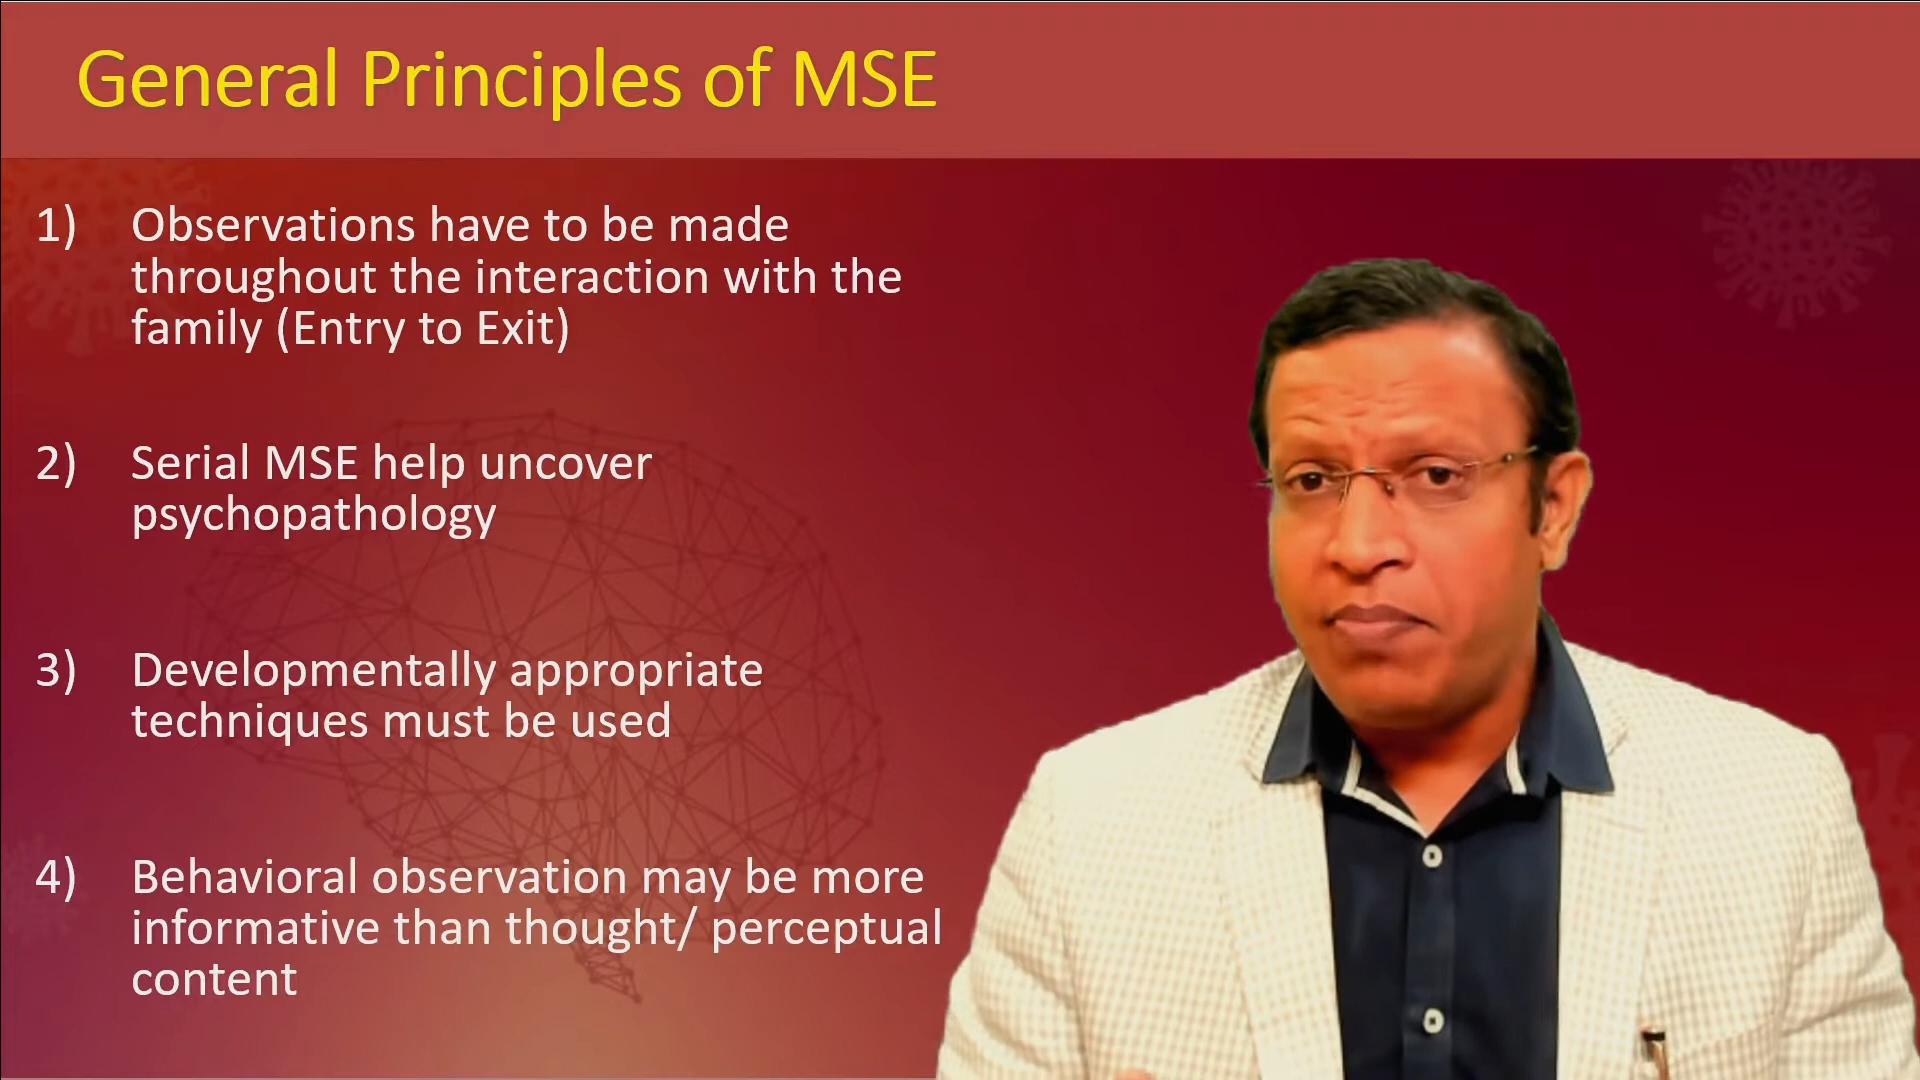 General Principles of MSE
1) Observations have to be made
throughout the interaction with the
family (Entry to Exit)
2) Serial MSE help uncover
psychopathology
3) Developmentally appropriate
techniques must be used
4) Behavioral observation may be more
informative than thought/ perceptual
content